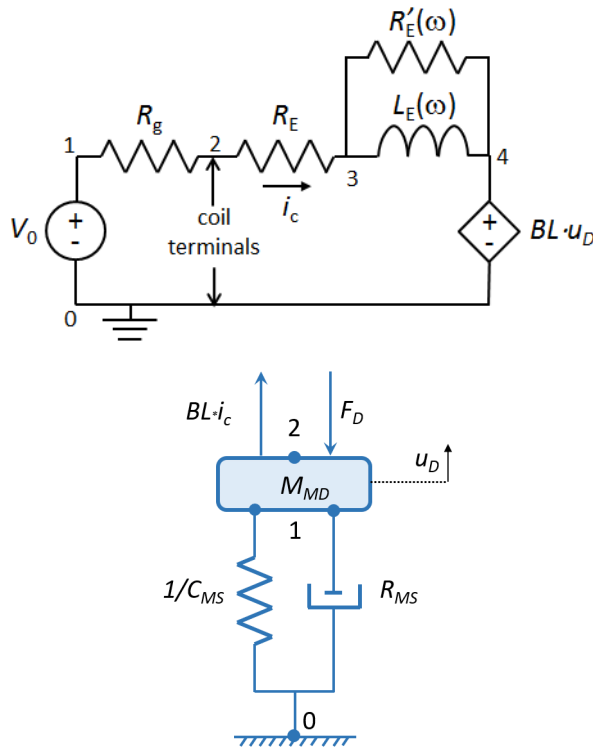 R′E(ω)
Rg
RE
LE(ω)
1
2
3
4
ic
V0
+
-
coil
terminals
+
-
BL·uD
0
BL*ic
FD
2
uD
MMD
1
1/CMS
RMS
0